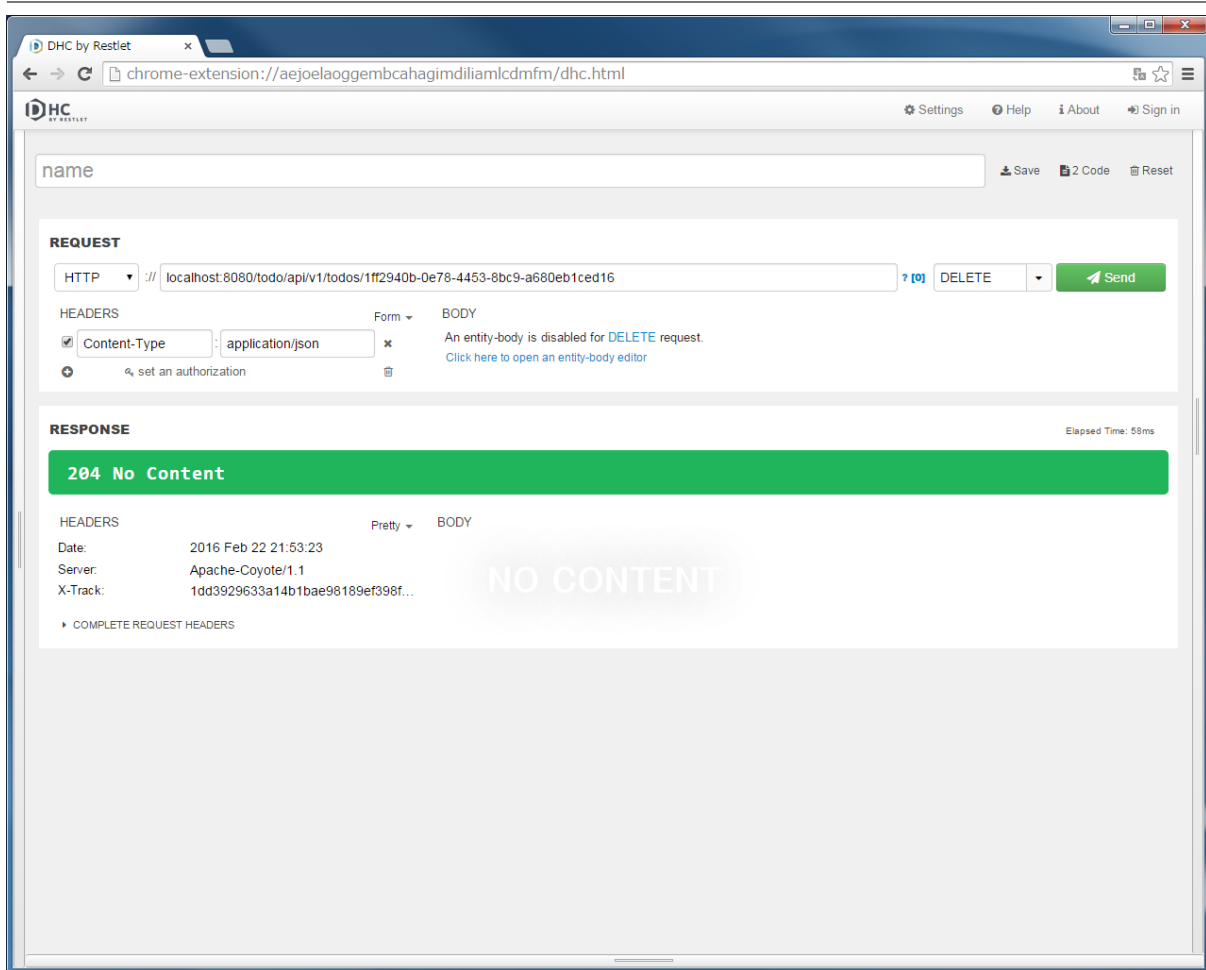 DHC by Restlet
chrome-extension://aejoelaoggembcahagimdiliamlcdmfm/dhc.html
DHC
BY RESTLET
Settings Help About Sign in
name
Save 2 Code Reset
REQUEST
HTTP :// localhost:8080/todo/api/v1/todos/1ff2940b-0e78-4453-8bc9-a680eb1ced16 ? [0] DELETE Send
HEADERS Form BODY
Content-Type : application/json An entity-body is disabled for DELETE request.
Click here to open an entity-body editor
set an authorization
RESPONSE Elapsed Time: 58ms
204 No Content
HEADERS Pretty BODY
Date: 2016 Feb 22 21:53:23
Server: Apache-Coyote/1.1
X-Track: 1dd3929633a14b1bae98189ef398f...
NO CONTENT
COMPLETE REQUEST HEADERS